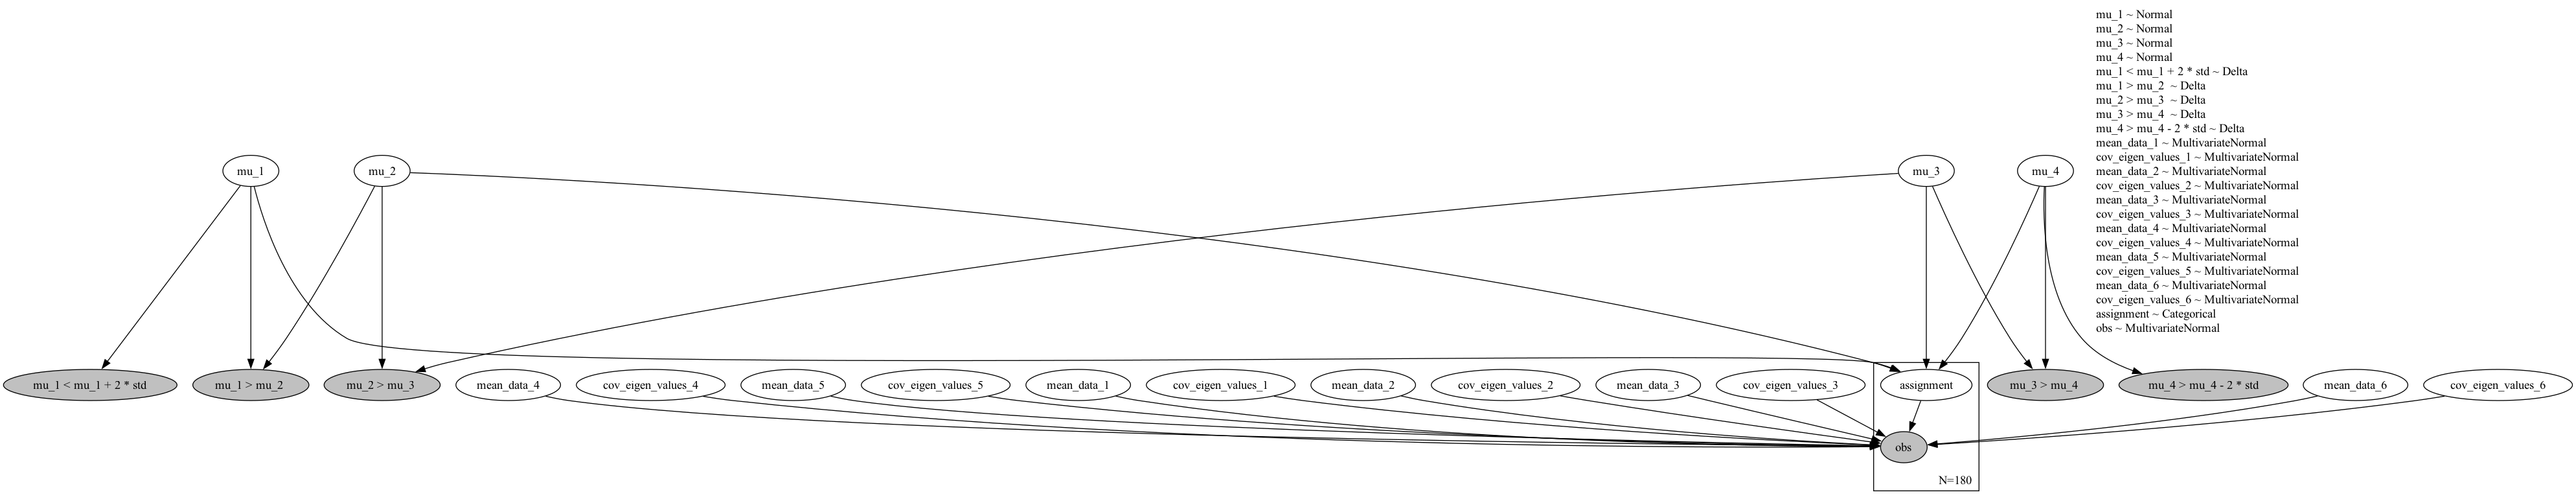 mu_1 ~ Normal
mu_2 ~ Normal
mu_3 ~ Normal
mu_4 ~ Normal
mu_1 < mu_1 + 2 * std ~ Delta
mu_1 > mu_2  ~ Delta
mu_2 > mu_3  ~ Delta
mu_3 > mu_4  ~ Delta
mu_4 > mu_4 - 2 * std ~ Delta
mean_data_1 ~ MultivariateNormal
cov_eigen_values_1 ~ MultivariateNormal
mean_data_2 ~ MultivariateNormal
cov_eigen_values_2 ~ MultivariateNormal
mean_data_3 ~ MultivariateNormal
cov_eigen_values_3 ~ MultivariateNormal
mean_data_4 ~ MultivariateNormal
cov_eigen_values_4 ~ MultivariateNormal
mean_data_5 ~ MultivariateNormal
cov_eigen_values_5 ~ MultivariateNormal
mean_data_6 ~ MultivariateNormal
cov_eigen_values_6 ~ MultivariateNormal
assignment ~ Categorical
obs ~ MultivariateNormal
mu_1
mu_2
mu_3
mu_4
mu_1 < mu_1 + 2 * std
mu_1 > mu_2
mu_2 > mu_3
mean_data_4
cov_eigen_values_4
mean_data_5
cov_eigen_values_5
mean_data_1
cov_eigen_values_1
mean_data_2
cov_eigen_values_2
mean_data_3
cov_eigen_values_3
assignment
mu_3 > mu_4
mu_4 > mu_4 - 2 * std
mean_data_6
cov_eigen_values_6
obs
N=180